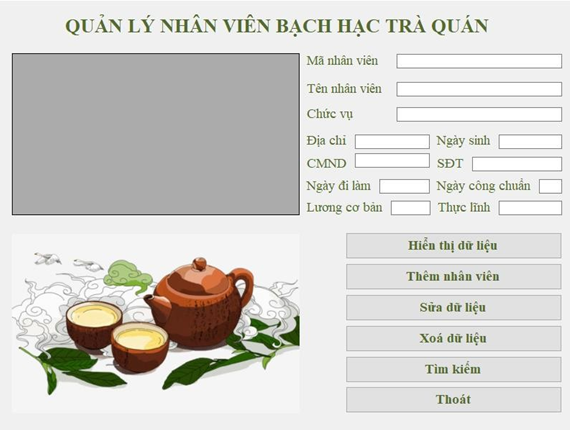 QUẢN LÝ NHÂN VIÊN BẠCH HẠC TRÀ QUÁN
Mã nhân viên
Tên nhân viên
Chức vụ
Địa chỉ Ngày sinh
CMND SĐT
Ngày đi làm Ngày công chuẩn
Lương cơ bản Thực lĩnh
Hiển thị dữ liệu
Thêm nhân viên
Sửa dữ liệu
Xoá dữ liệu
Tìm kiếm
Thoát